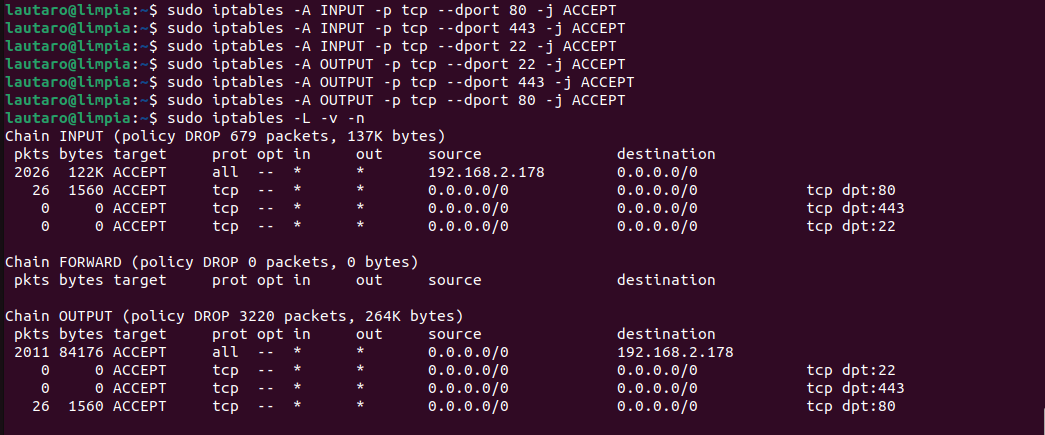 lautaro@limpia:~$ sudo iptables -A INPUT -p tcp --dport 80 -j ACCEPT
lautaro@limpia:~$ sudo iptables -A INPUT -p tcp --dport 443 -j ACCEPT
lautaro@limpia:~$ sudo iptables -A INPUT -p tcp --dport 22 -j ACCEPT
lautaro@limpia:~$ sudo iptables -A OUTPUT -p tcp --dport 22 -j ACCEPT
lautaro@limpia:~$ sudo iptables -A OUTPUT -p tcp --dport 443 -j ACCEPT
lautaro@limpia:~$ sudo iptables -A OUTPUT -p tcp --dport 80 -j ACCEPT
lautaro@limpia:~$ sudo iptables -L -v -n
Chain INPUT (policy DROP 679 packets, 137K bytes)
 pkts bytes target     prot opt in     out     source               destination
 2026  122K ACCEPT     all  --  *      *       192.168.2.178        0.0.0.0/0
   26  1560 ACCEPT     tcp  --  *      *       0.0.0.0/0            0.0.0.0/0            tcp dpt:80
    0     0 ACCEPT     tcp  --  *      *       0.0.0.0/0            0.0.0.0/0            tcp dpt:443
    0     0 ACCEPT     tcp  --  *      *       0.0.0.0/0            0.0.0.0/0            tcp dpt:22

Chain FORWARD (policy DROP 0 packets, 0 bytes)
 pkts bytes target     prot opt in     out     source               destination

Chain OUTPUT (policy DROP 3220 packets, 264K bytes)
 pkts bytes target     prot opt in     out     source               destination
 2011 84176 ACCEPT     all  --  *      *       0.0.0.0/0            192.168.2.178
    0     0 ACCEPT     tcp  --  *      *       0.0.0.0/0            0.0.0.0/0            tcp dpt:22
    0     0 ACCEPT     tcp  --  *      *       0.0.0.0/0            0.0.0.0/0            tcp dpt:443
   26  1560 ACCEPT     tcp  --  *      *       0.0.0.0/0            0.0.0.0/0            tcp dpt:80